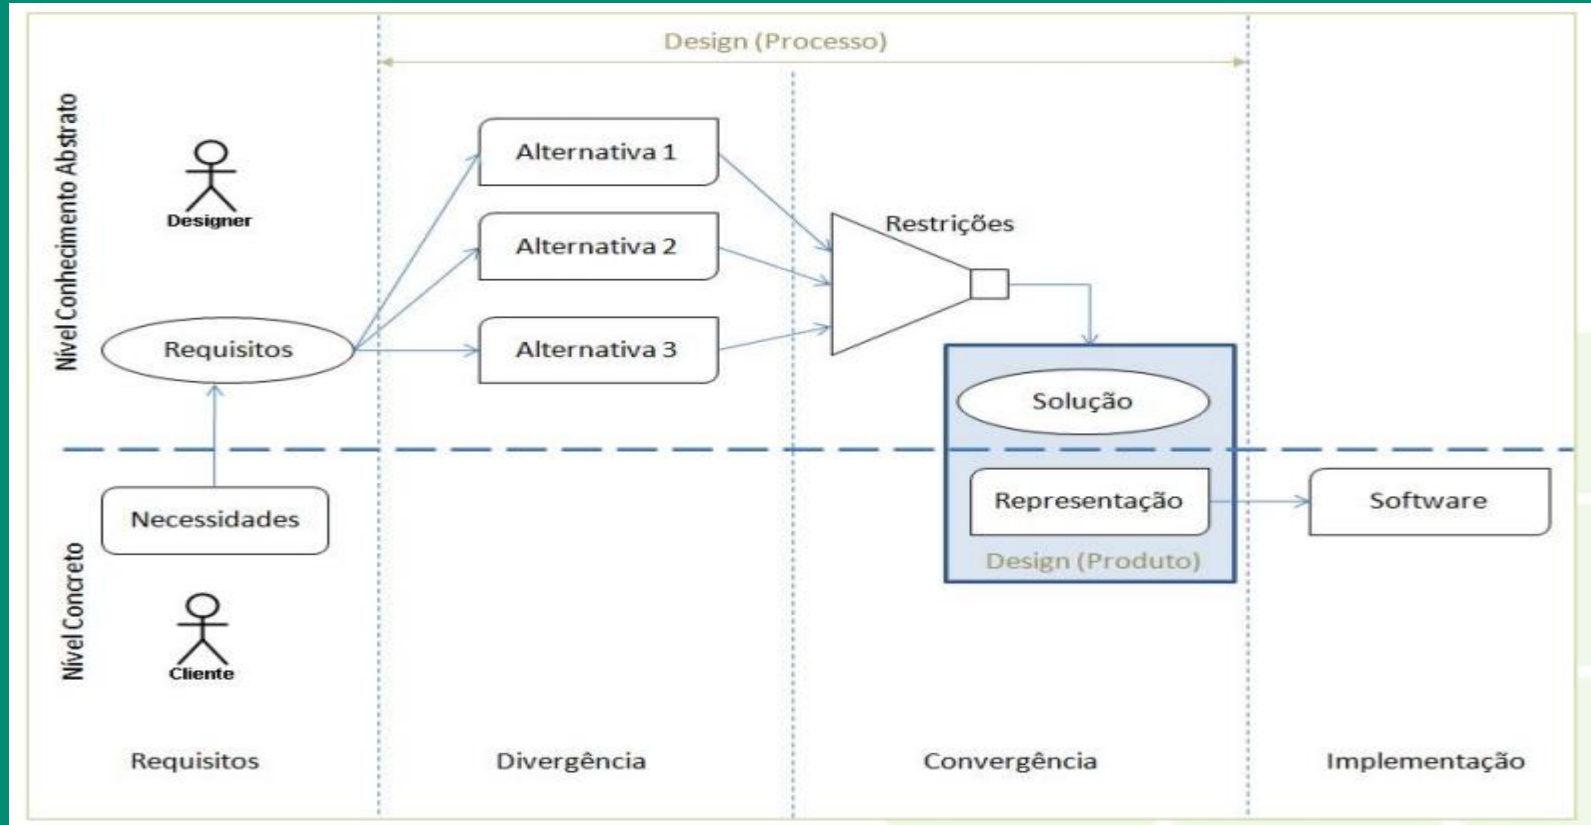 Design (Processo)
Nível Conhecimento Abstrato
Designer
Alternativa 1
Alternativa 2
Alternativa 3
Restrições
Requisitos
Solução
Nível Concreto
Necessidades
Representação
Software
Design (Produto)
Cliente
Requisitos
Divergência
Convergência
Implementação